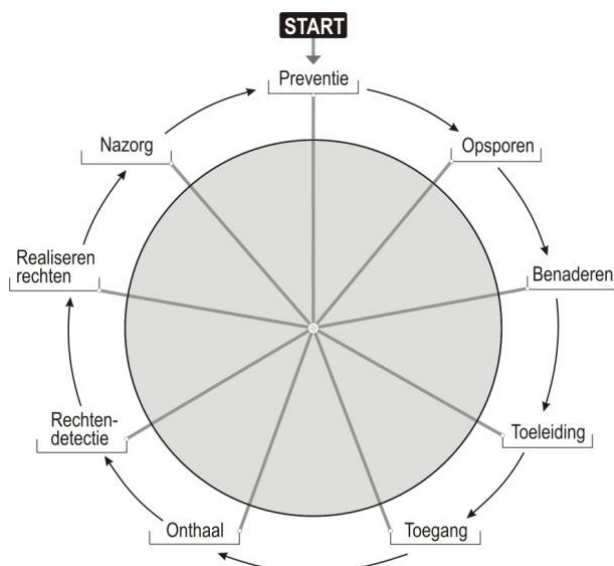 START
Preventie
Opsporen
Benaderen
Toeleiding
Toegang
Onthaal
Rechten-
detectie
Realiseren
rechten
Nazorg